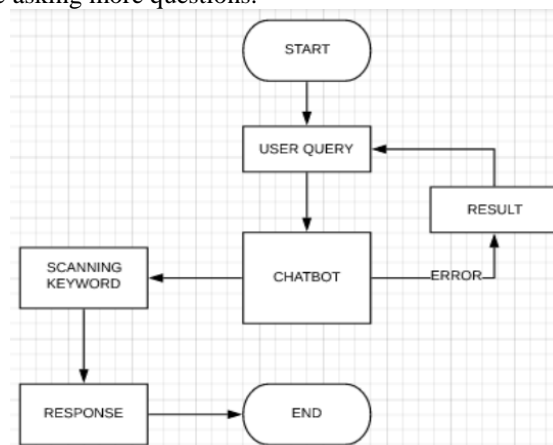 asking more questions.
START
USER QUERY
RESULT
SCANNING
KEYWORD
CHATBOT
ERROR
RESPONSE
END